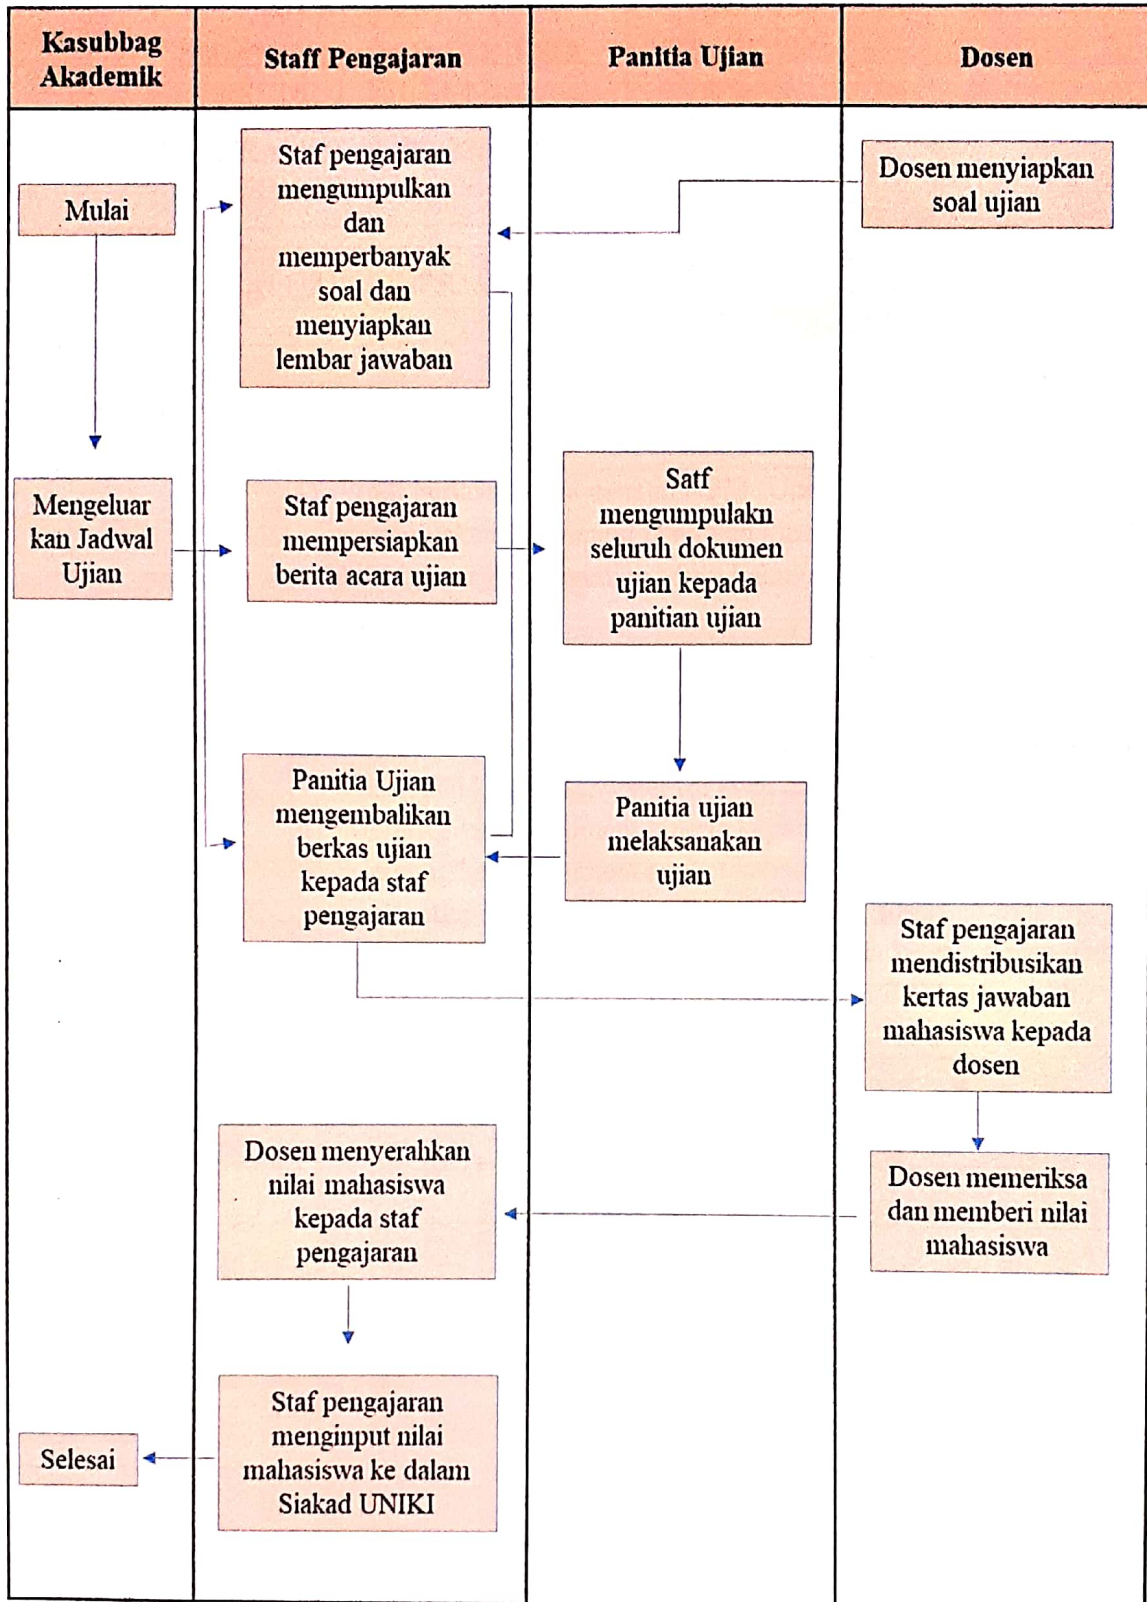 Kasubbag
Akademik
Staff Pengajaran
Panitia Ujian
Dosen
Mulai
Staf pengajaran
mengumpulkan
dan
memperbanyak
soal dan
menyiapkan
lembar jawaban
Dosen menyiapkan
soal ujian
Mengeluar
kan Jadwal
Ujian
Staf pengajaran
mempersiapkan
berita acara ujian
Satf
mengumpulakn
seluruh dokumen
ujian kepada
panitian ujian
Panitia Ujian
mengembalikan
berkas ujian
kepada staf
pengajaran
Panitia ujian
melaksanakan
ujian
Staf pengajaran
mendistribusikan
kertas jawaban
mahasiswa kepada
dosen
Dosen menyerahkan
nilai mahasiswa
kepada staf
pengajaran
Dosen memeriksa
dan memberi nilai
mahasiswa
Selesai
Staf pengajaran
menginput nilai
mahasiswa ke dalam
Siakad UNIKI